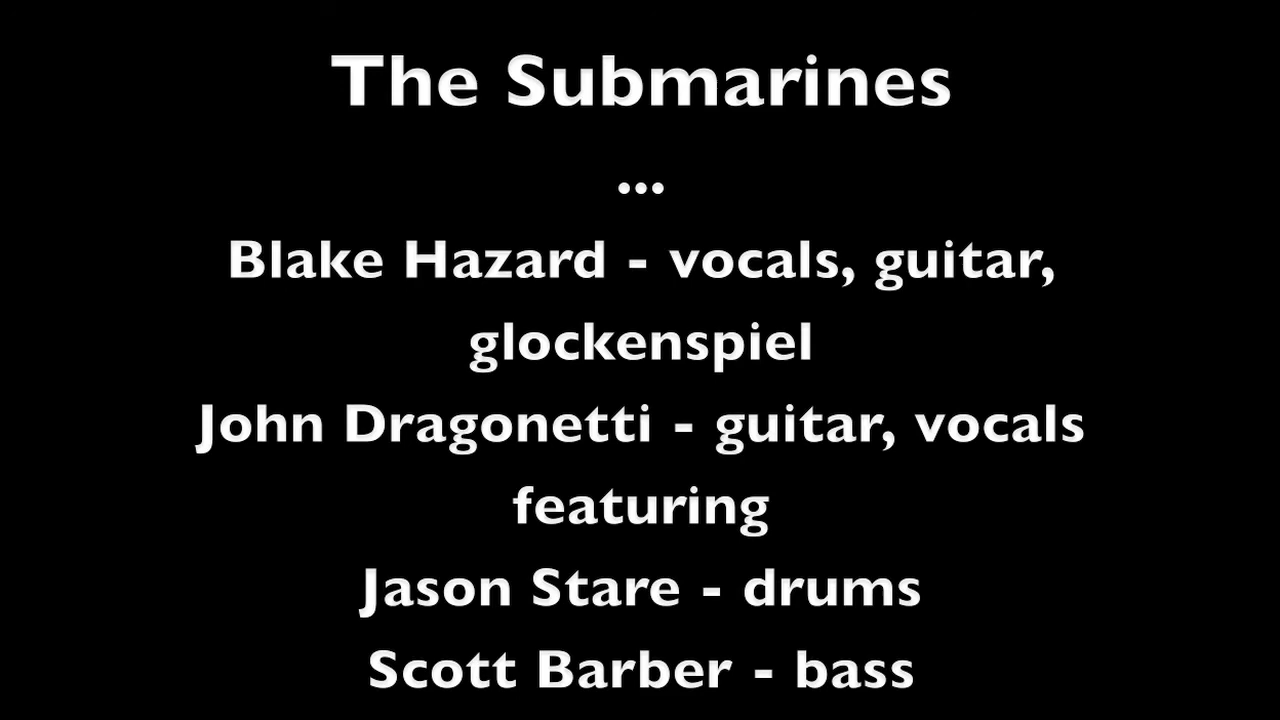 The Submarines
...
Blake Hazard - vocals, guitar,
glockenspiel
John Dragonetti - guitar, vocals
featuring
Jason Stare - drums
Scott Barber - bass